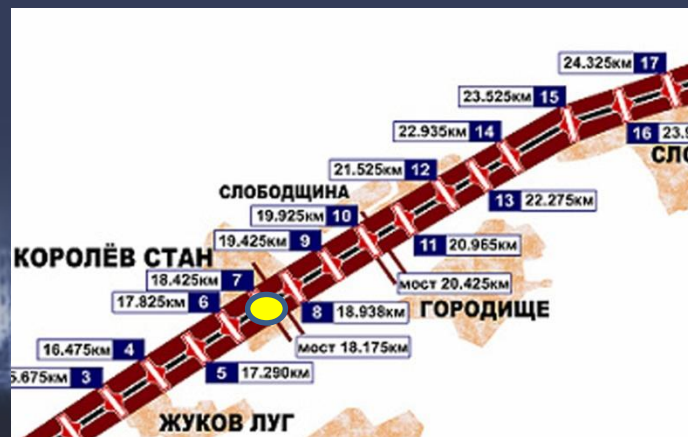 24.325км 17
23.525км 15
22.935км 14
16
21.525км 12
СЛОБОДЩИНА
13 22.275км
19.925км 10
19.425км 9
11 20.965км
КОРОЛЁВ СТАН
18.425км 7
мост 20.425км
17.825км 6
8 18.938км
ГОРОДИЩЕ
16.475км 4
мост 18.175км
3
5 17.290км
ЖУКОВ ЛУГ